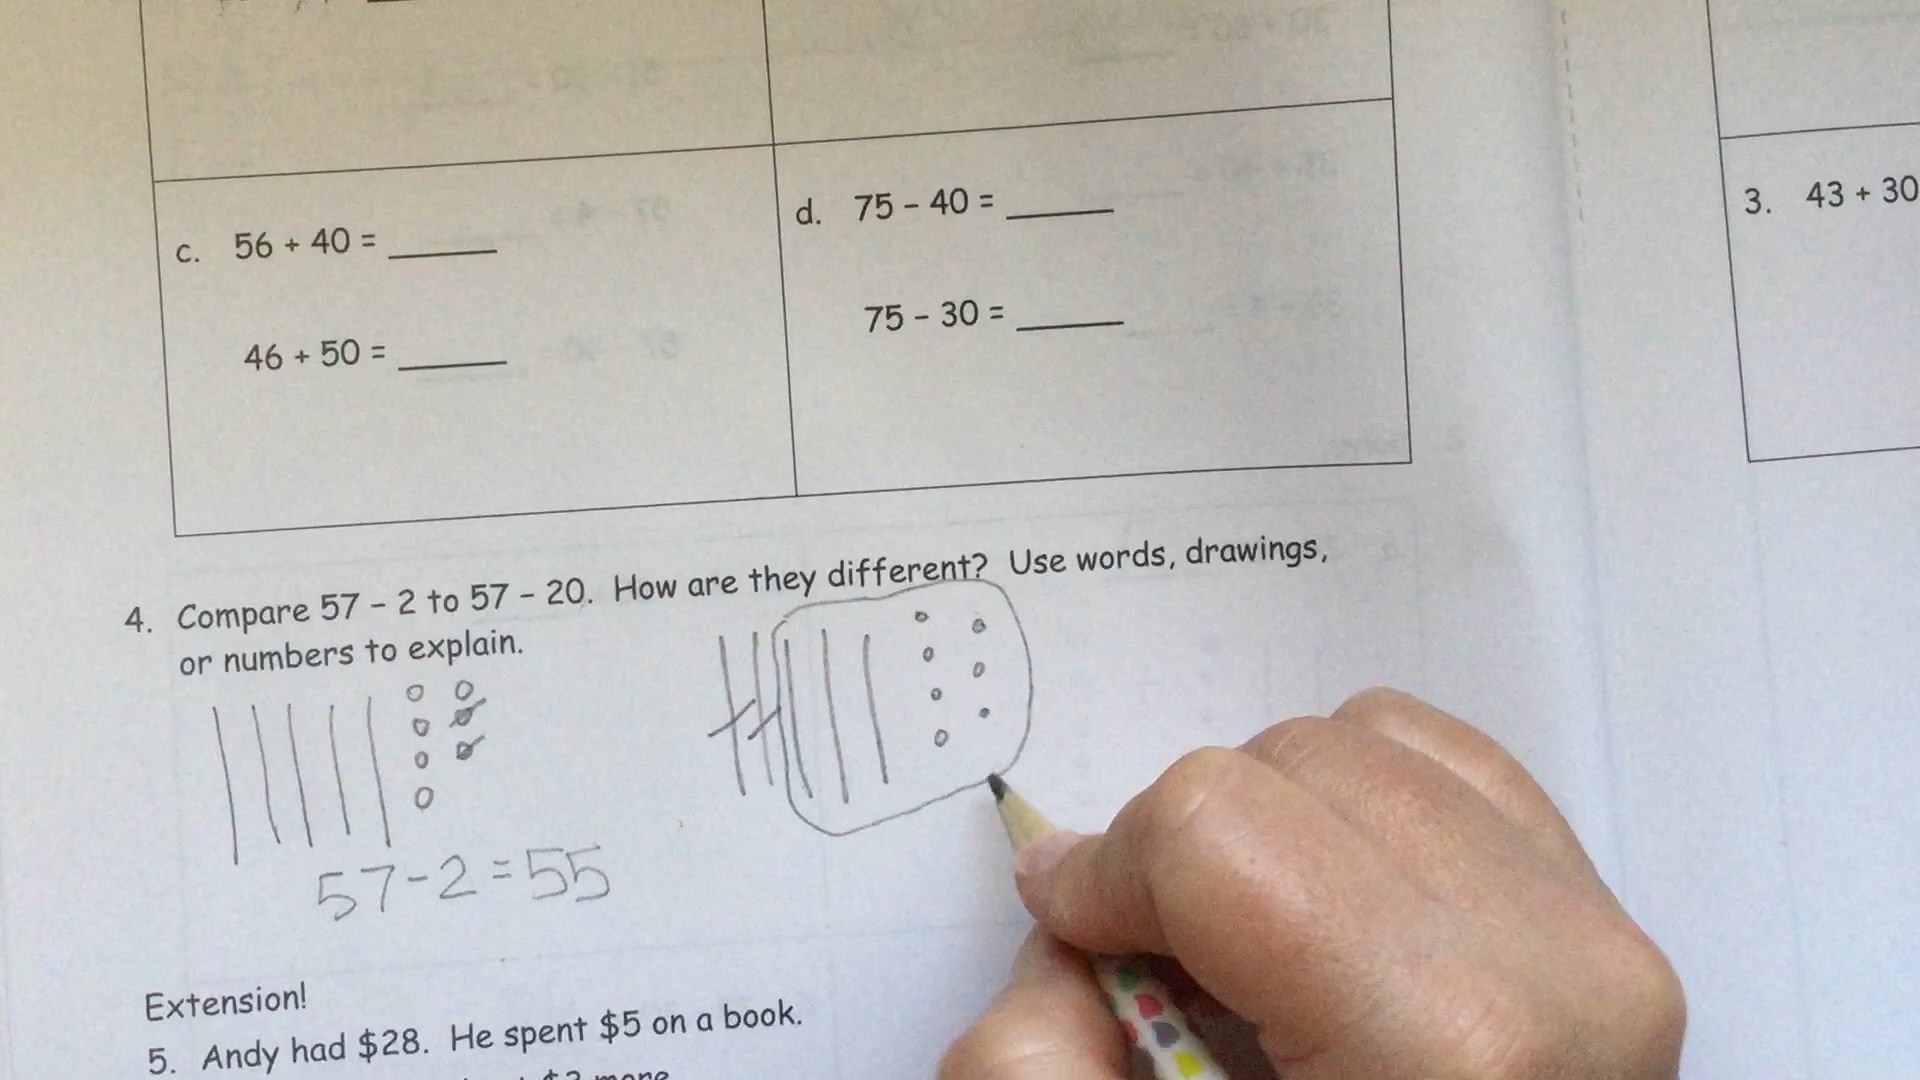 c. 56 + 40 = ______
46 + 50 = ______
d. 75 - 40 = ______
75 - 30 = ______
3. 43 + 30
4. Compare 57 - 2 to 57 - 20. How are they different? Use words, drawings,
or numbers to explain.
57-2=55
Extension!
5. Andy had $28. He spent $5 on a book.
more